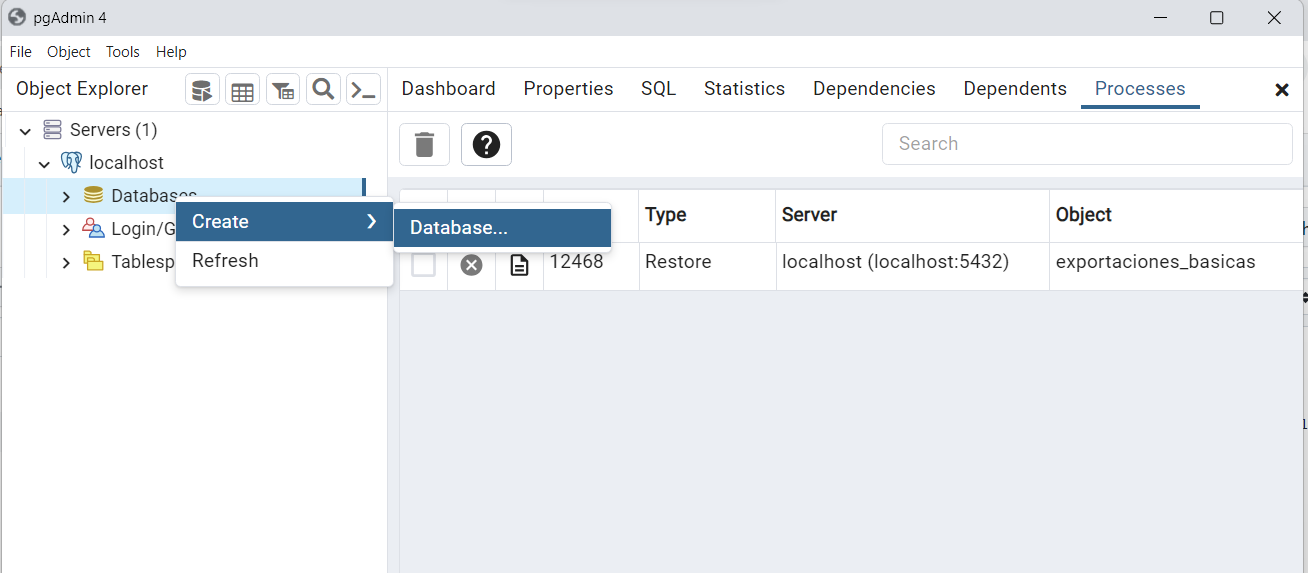 pgAdmin 4
File Object Tools Help
Object Explorer
Dashboard Properties SQL Statistics Dependencies Dependents Processes
Servers (1)
localhost
Databases
Login/G
Tablesp
Create
Refresh
Database...
Search
Type Server Object
12468 Restore localhost (localhost:5432) exportaciones_basicas